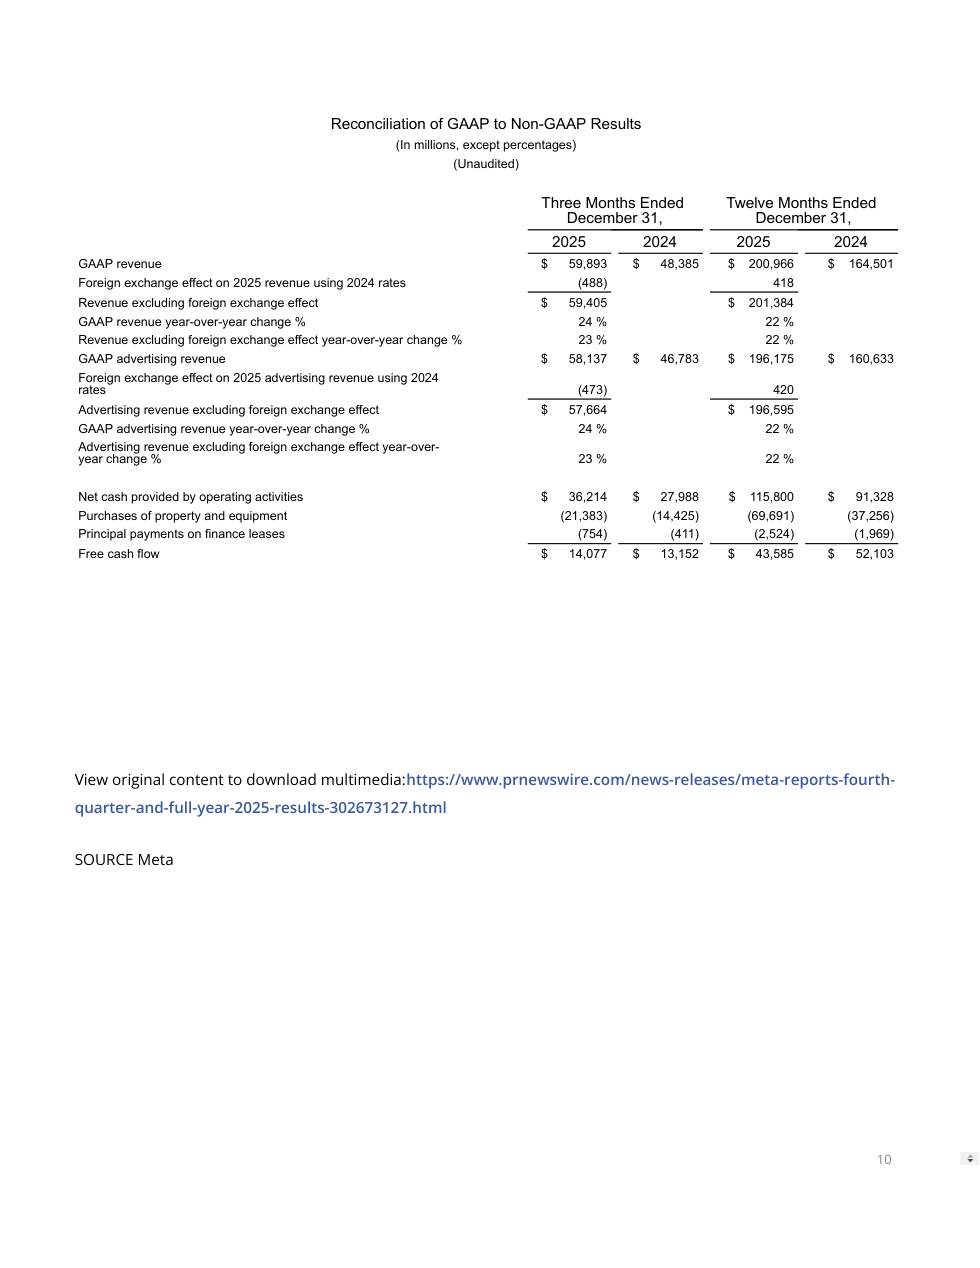 Reconciliation of GAAP to Non-GAAP Results
(In millions, except percentages)
(Unaudited)
Three Months Ended December 31, Twelve Months Ended December 31,
2025 2024 2025 2024
GAAP revenue $ 59,893 $ 48,385 $ 200,966 $ 164,501
Foreign exchange effect on 2025 revenue using 2024 rates (488) 418
Revenue excluding foreign exchange effect $ 59,405 $ 201,384
GAAP revenue year-over-year change % 24 % 22 %
Revenue excluding foreign exchange effect year-over-year change % 23 % 22 %
GAAP advertising revenue $ 58,137 $ 46,783 $ 196,175 $ 160,633
Foreign exchange effect on 2025 advertising revenue using 2024
rates (473) 420
Advertising revenue excluding foreign exchange effect $ 57,664 $ 196,595
GAAP advertising revenue year-over-year change % 24 % 22 %
Advertising revenue excluding foreign exchange effect year-over-
year change % 23 % 22 %
Net cash provided by operating activities $ 36,214 $ 27,988 $ 115,800 $ 91,328
Purchases of property and equipment (21,383) (14,425) (69,691) (37,256)
Principal payments on finance leases (754) (411) (2,524) (1,969)
Free cash flow $ 14,077 $ 13,152 $ 43,585 $ 52,103
View original content to download multimedia:https://www.prnewswire.com/news-releases/meta-reports-fourth-
quarter-and-full-year-2025-results-302673127.html
SOURCE Meta
10